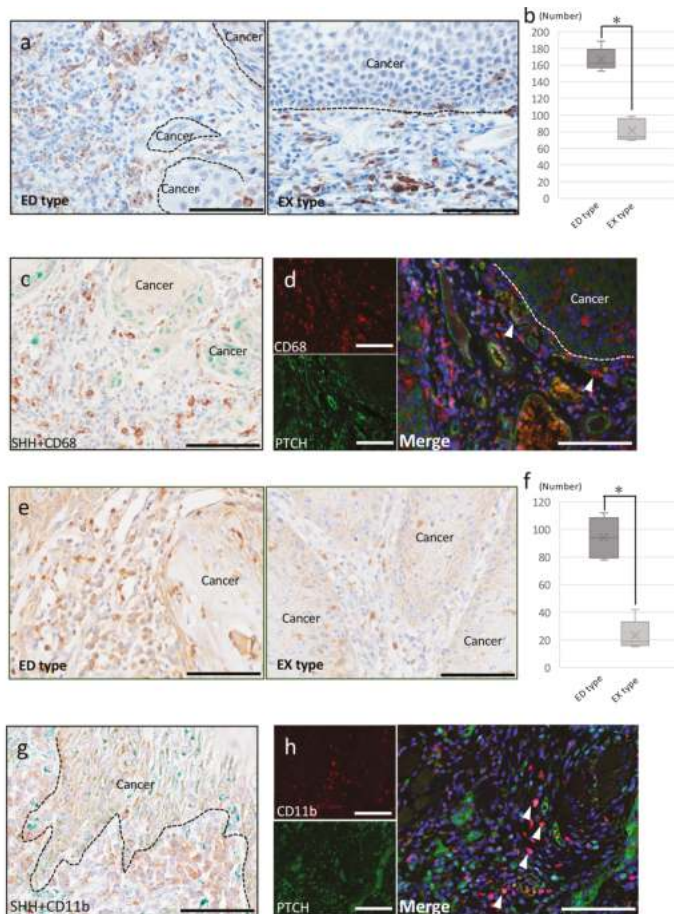 a
Cancer
Cancer
Cancer
ED type
Cancer
EX type
b
(Number)
*
200
180
160
140
120
100
80
60
40
20
0
ED type
EX type
c
Cancer
Cancer
SHH+CD68
d
CD68
PTCH
Cancer
Merge
e
Cancer
ED type
Cancer
Cancer
Cancer
EX type
f
(Number)
*
120
100
80
60
40
20
0
ED type
EX type
g
Cancer
SHH+CD11b
h
CD11b
PTCH
Merge